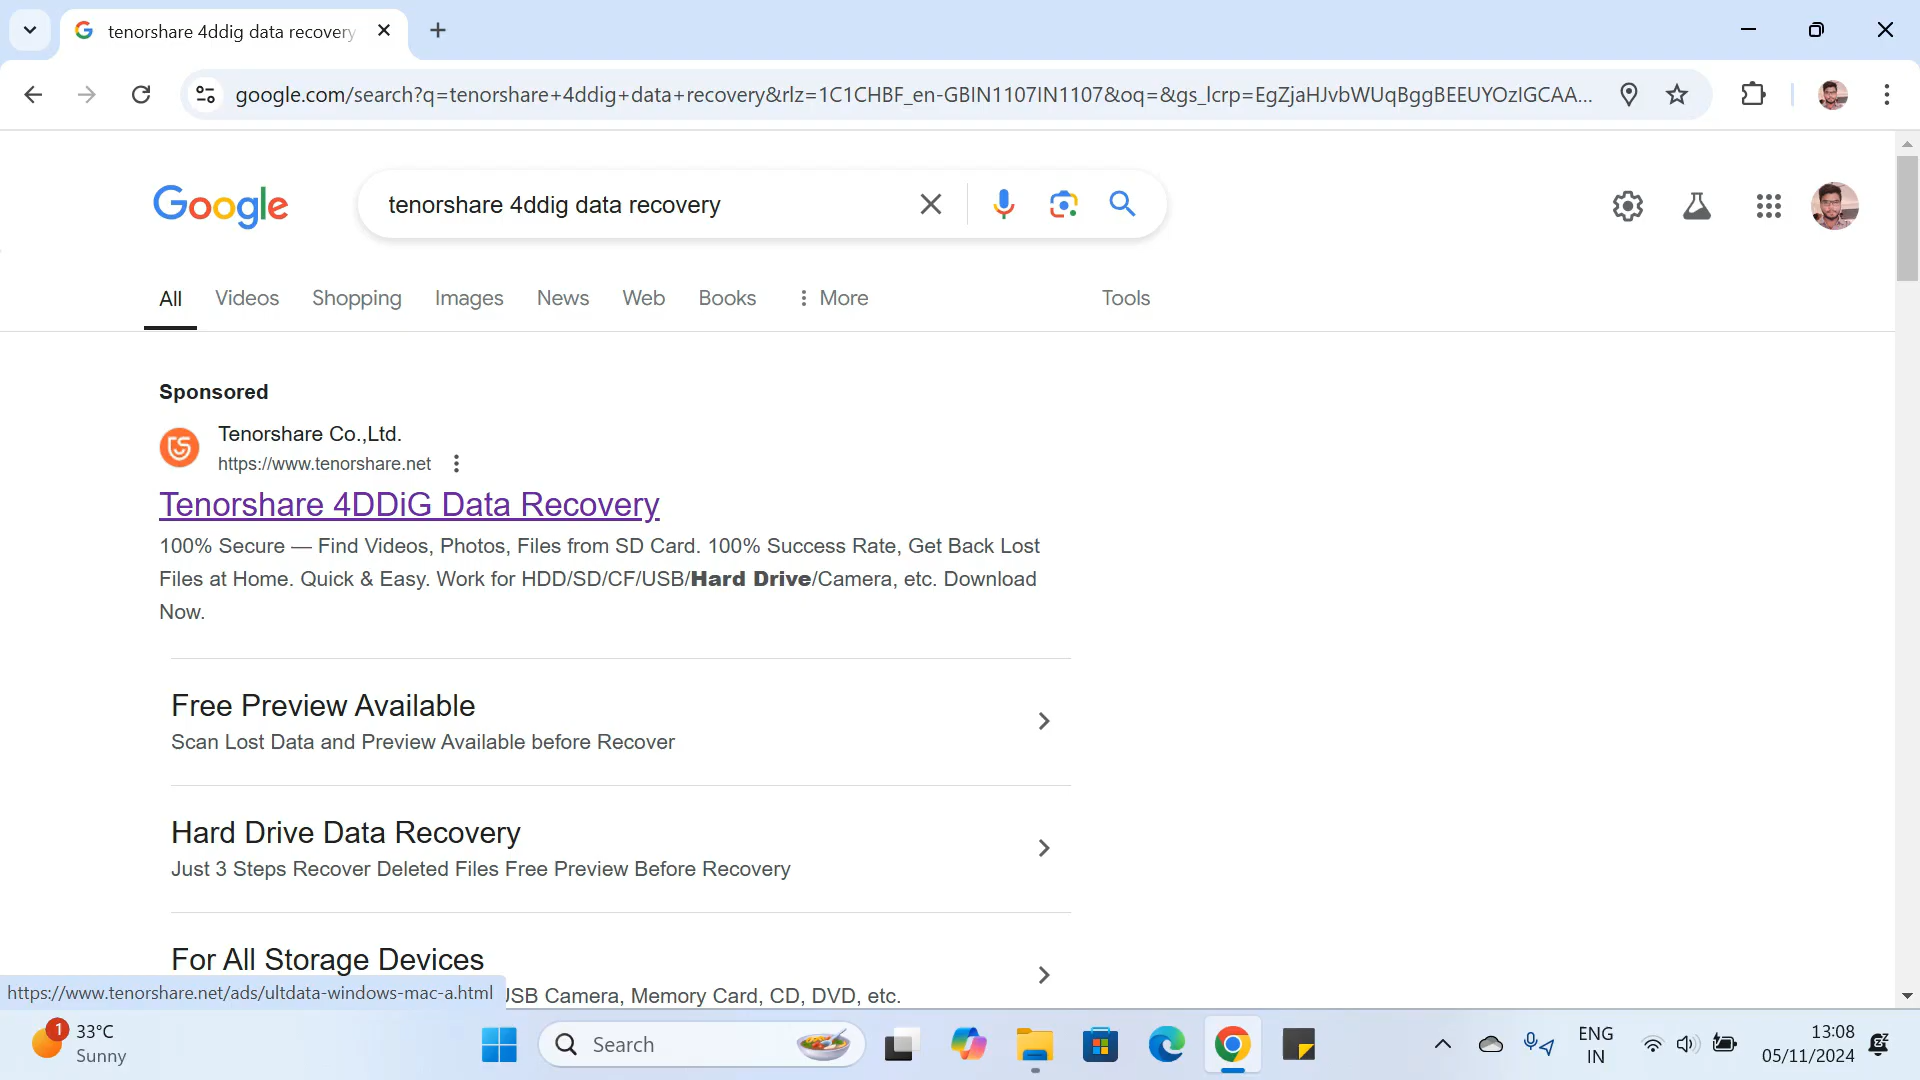 tenorshare 4ddig data recovery
google.com/search?q=tenorshare+4ddig+data+recovery&rlz=1C1CHBF_en-GBIN1107IN1107&oq=&gs_lcrp=EgZjaHJvbWUqBggBEEUYOzIGCAA...
Google
tenorshare 4ddig data recovery
All Videos Shopping Images News Web Books More Tools
Sponsored
Tenorshare Co.,Ltd.
https://www.tenorshare.net
Tenorshare 4DDiG Data Recovery
100% Secure — Find Videos, Photos, Files from SD Card. 100% Success Rate, Get Back Lost
Files at Home. Quick & Easy. Work for HDD/SD/CF/USB/Hard Drive/Camera, etc. Download
Now.
Free Preview Available
Scan Lost Data and Preview Available before Recover
Hard Drive Data Recovery
Just 3 Steps Recover Deleted Files Free Preview Before Recovery
For All Storage Devices
https://www.tenorshare.net/ads/ultdata-windows-mac-a.html
USB Camera, Memory Card, CD, DVD, etc.
1
33°C
Sunny
Search
ENG
IN
13:08
05/11/2024